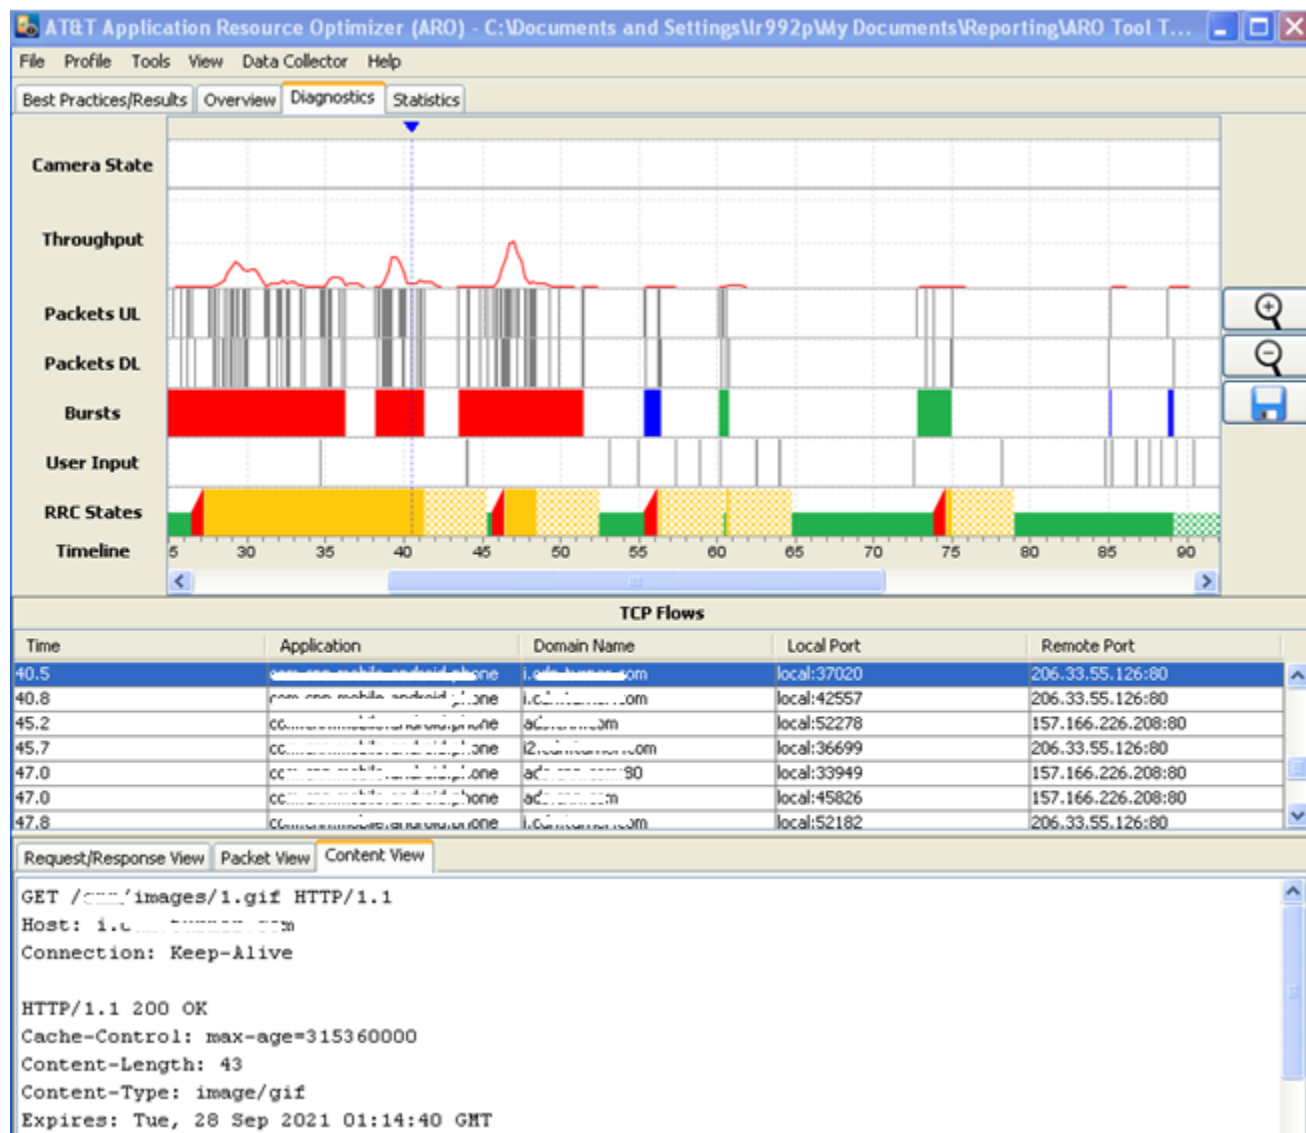 AT&T Application Resource Optimizer (ARO) - C:\Documents and Settings\lr992p\My Documents\Reporting\ARO Tool T...
File Profile Tools View Data Collector Help
Best Practices/Results Overview Diagnostics Statistics
Camera State
Throughput
Packets UL
Packets DL
Bursts
User Input
RRC States
Timeline 5 30 35 40 45 50 55 60 65 70 75 80 85 90
TCP Flows
Time Application Domain Name Local Port Remote Port
40.5 local:37020 206.33.55.126:80
40.8 local:42557 206.33.55.126:80
45.2 local:52278 157.166.226.208:80
45.7 local:36699 206.33.55.126:80
47.0 local:33949 157.166.226.208:80
47.0 local:45826 157.166.226.208:80
47.8 local:52182 206.33.55.126:80
Request/Response View Packet View Content View
GET / /images/1.gif HTTP/1.1
Host:
Connection: Keep-Alive
HTTP/1.1 200 OK
Cache-Control: max-age=315360000
Content-Length: 43
Content-Type: image/gif
Expires: Tue, 28 Sep 2021 01:14:40 GMT